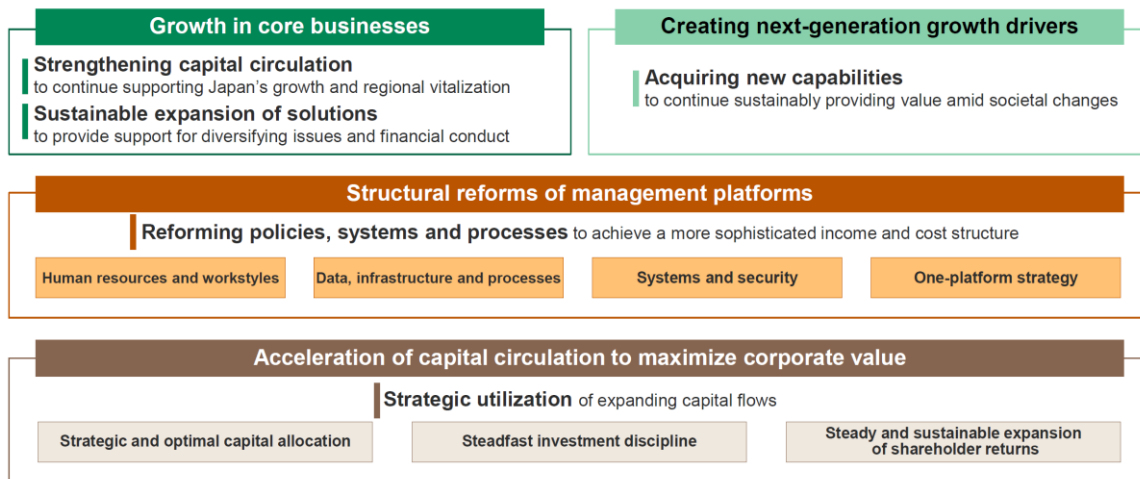 Growth in core businesses
Strengthening capital circulation
to continue supporting Japan's growth and regional vitalization
Sustainable expansion of solutions
to provide support for diversifying issues and financial conduct
Creating next-generation growth drivers
Acquiring new capabilities
to continue sustainably providing value amid societal changes
Structural reforms of management platforms
Reforming policies, systems and processes to achieve a more sophisticated income and cost structure
Human resources and workstyles
Data, infrastructure and processes
Systems and security
One-platform strategy
Acceleration of capital circulation to maximize corporate value
Strategic utilization of expanding capital flows
Strategic and optimal capital allocation
Steadfast investment discipline
Steady and sustainable expansion
of shareholder returns